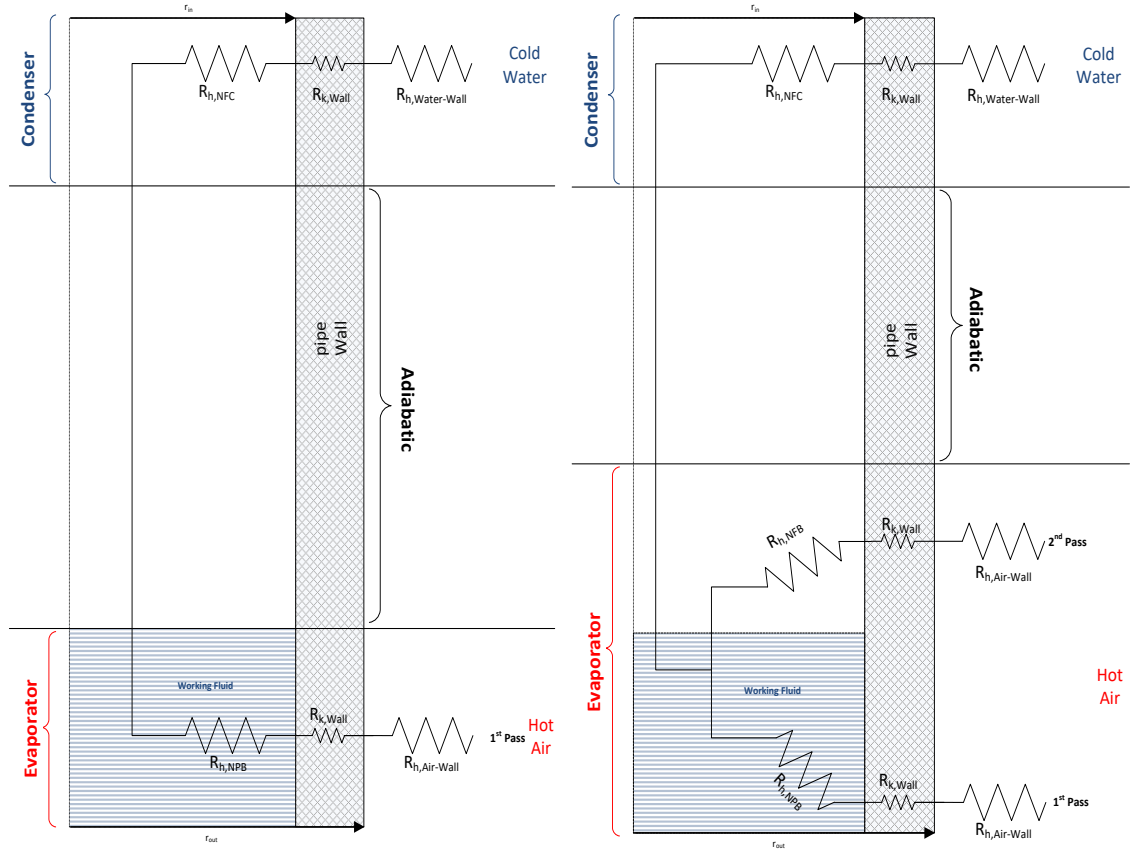 r_in
Condenser
R_h,NFC
R_k,Wall
R_h,Water-Wall
Cold
Water
pipe
Wall
Adiabatic
Evaporator
Working Fluid
R_h,NPB
R_k,Wall
R_h,Air-Wall
1st Pass
Hot
Air
r_out
r_in
Condenser
R_h,NFC
R_k,Wall
R_h,Water-Wall
Cold
Water
pipe
Wall
Adiabatic
Evaporator
R_h,NFB
R_k,Wall
R_h,Air-Wall
2nd Pass
Working Fluid
R_h,NPB
R_k,Wall
R_h,Air-Wall
1st Pass
Hot
Air
r_out